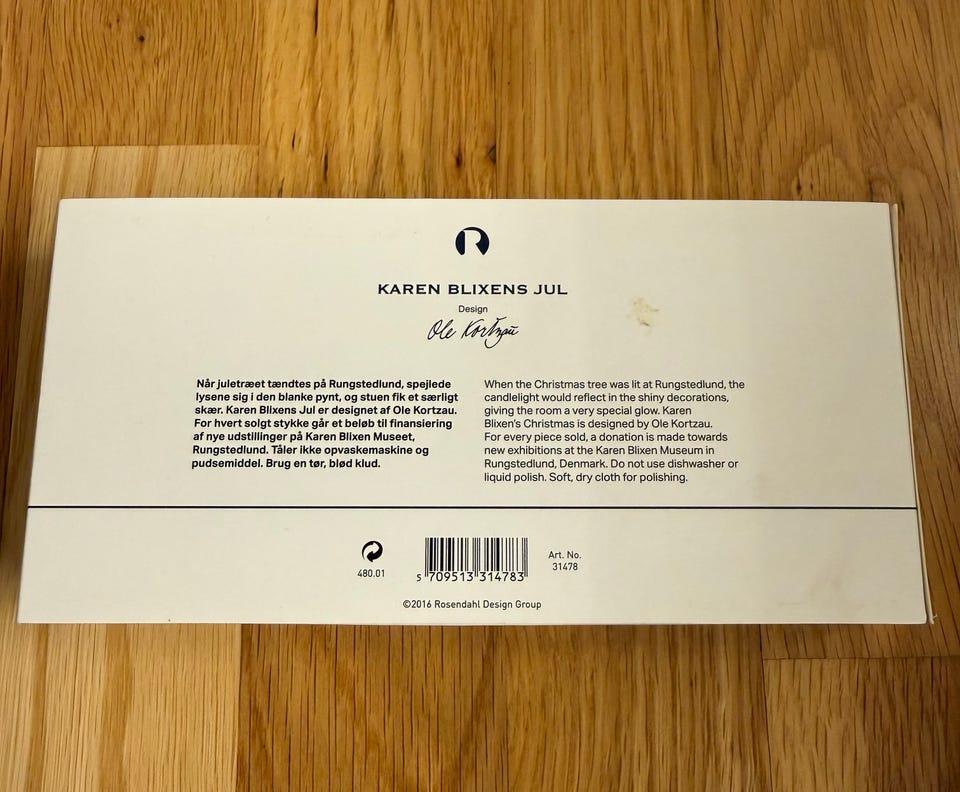 R
KAREN BLIXENS JUL
Design
Ole Kortzau
Når juletræet tændtes på Rungstedlund, spejlede
lysene sig i den blanke pynt, og stuen fik et særligt
skær. Karen Blixens Jul er designet af Ole Kortzau.
For hvert solgt stykke går et beløb til finansiering
af nye udstillinger på Karen Blixen Museet,
Rungstedlund. Tåler ikke opvaskemaskine og
pudsemiddel. Brug en tør, blød klud.
When the Christmas tree was lit at Rungstedlund, the
candlelight would reflect in the shiny decorations,
giving the room a very special glow. Karen
Blixen's Christmas is designed by Ole Kortzau.
For every piece sold, a donation is made towards
new exhibitions at the Karen Blixen Museum in
Rungstedlund, Denmark. Do not use dishwasher or
liquid polish. Soft, dry cloth for polishing.
480.01
5 709513 314783
Art. No.
31478
©2016 Rosendahl Design Group